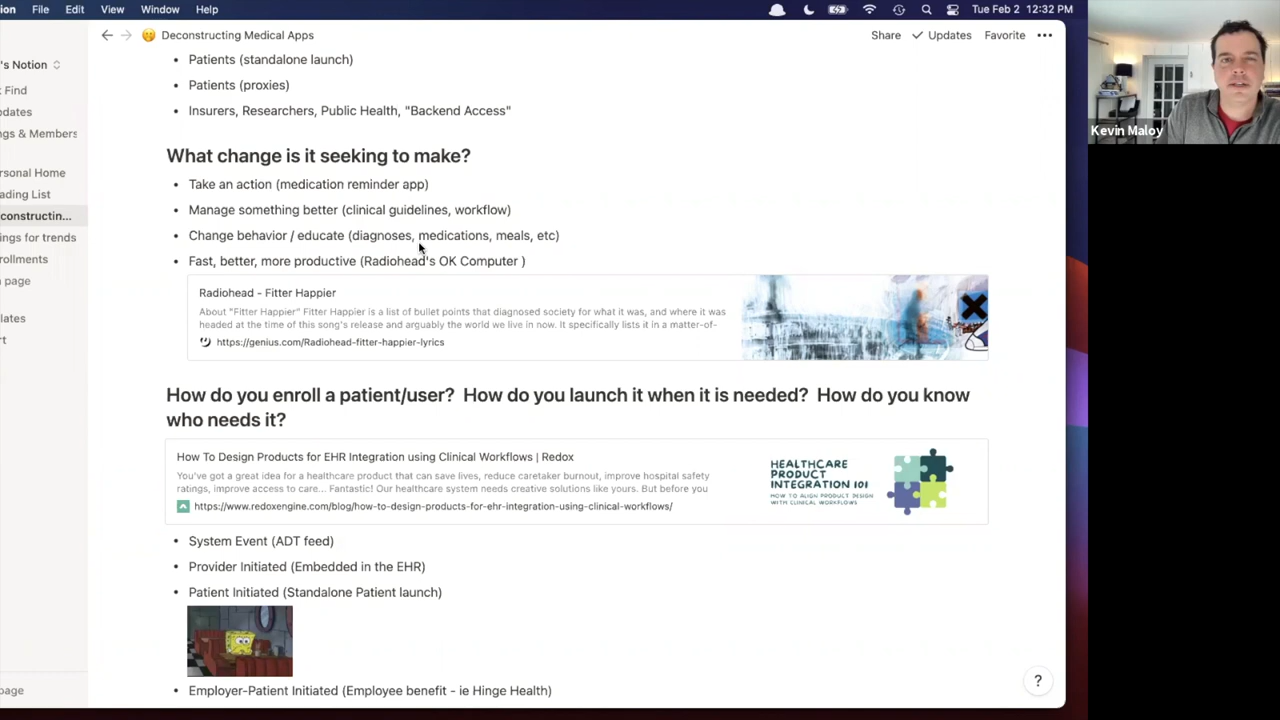 ion File Edit View Window Help Tue Feb 2 12:32 PM
Deconstructing Medical Apps Share Updates Favorite
's Notion
Find
dates
ngs & Members
ersonal Home
ading List
constructin...
ings for trends
rollments
page
lates
rt
page
• Patients (standalone launch)
• Patients (proxies)
• Insurers, Researchers, Public Health, "Backend Access"
What change is it seeking to make?
• Take an action (medication reminder app)
• Manage something better (clinical guidelines, workflow)
• Change behavior / educate (diagnoses, medications, meals, etc)
• Fast, better, more productive (Radiohead's OK Computer )
Radiohead - Fitter Happier
About "Fitter Happier" Fitter Happier is a list of bullet points that diagnosed society for what it was, and where it was
headed at the time of this song's release and arguably the world we live in now. It specifically lists it in a matter-of-
https://genius.com/Radiohead-fitter-happier-lyrics
How do you enroll a patient/user? How do you launch it when it is needed? How do you know
who needs it?
How To Design Products for EHR Integration using Clinical Workflows | Redox
You've got a great idea for a healthcare product that can save lives, reduce caretaker burnout, improve hospital safety
ratings, improve access to care... Fantastic! Our healthcare system needs creative solutions like yours. But before you
https://www.redoxengine.com/blog/how-to-design-products-for-ehr-integration-using-clinical-workflows/
HEALTHCARE
PRODUCT
INTEGRATION 101
HOW TO ALIGN PRODUCT DESIGN
WITH CLINICAL WORKFLOWS
• System Event (ADT feed)
• Provider Initiated (Embedded in the EHR)
• Patient Initiated (Standalone Patient launch)
• Employer-Patient Initiated (Employee benefit - ie Hinge Health)
?
Kevin Maloy